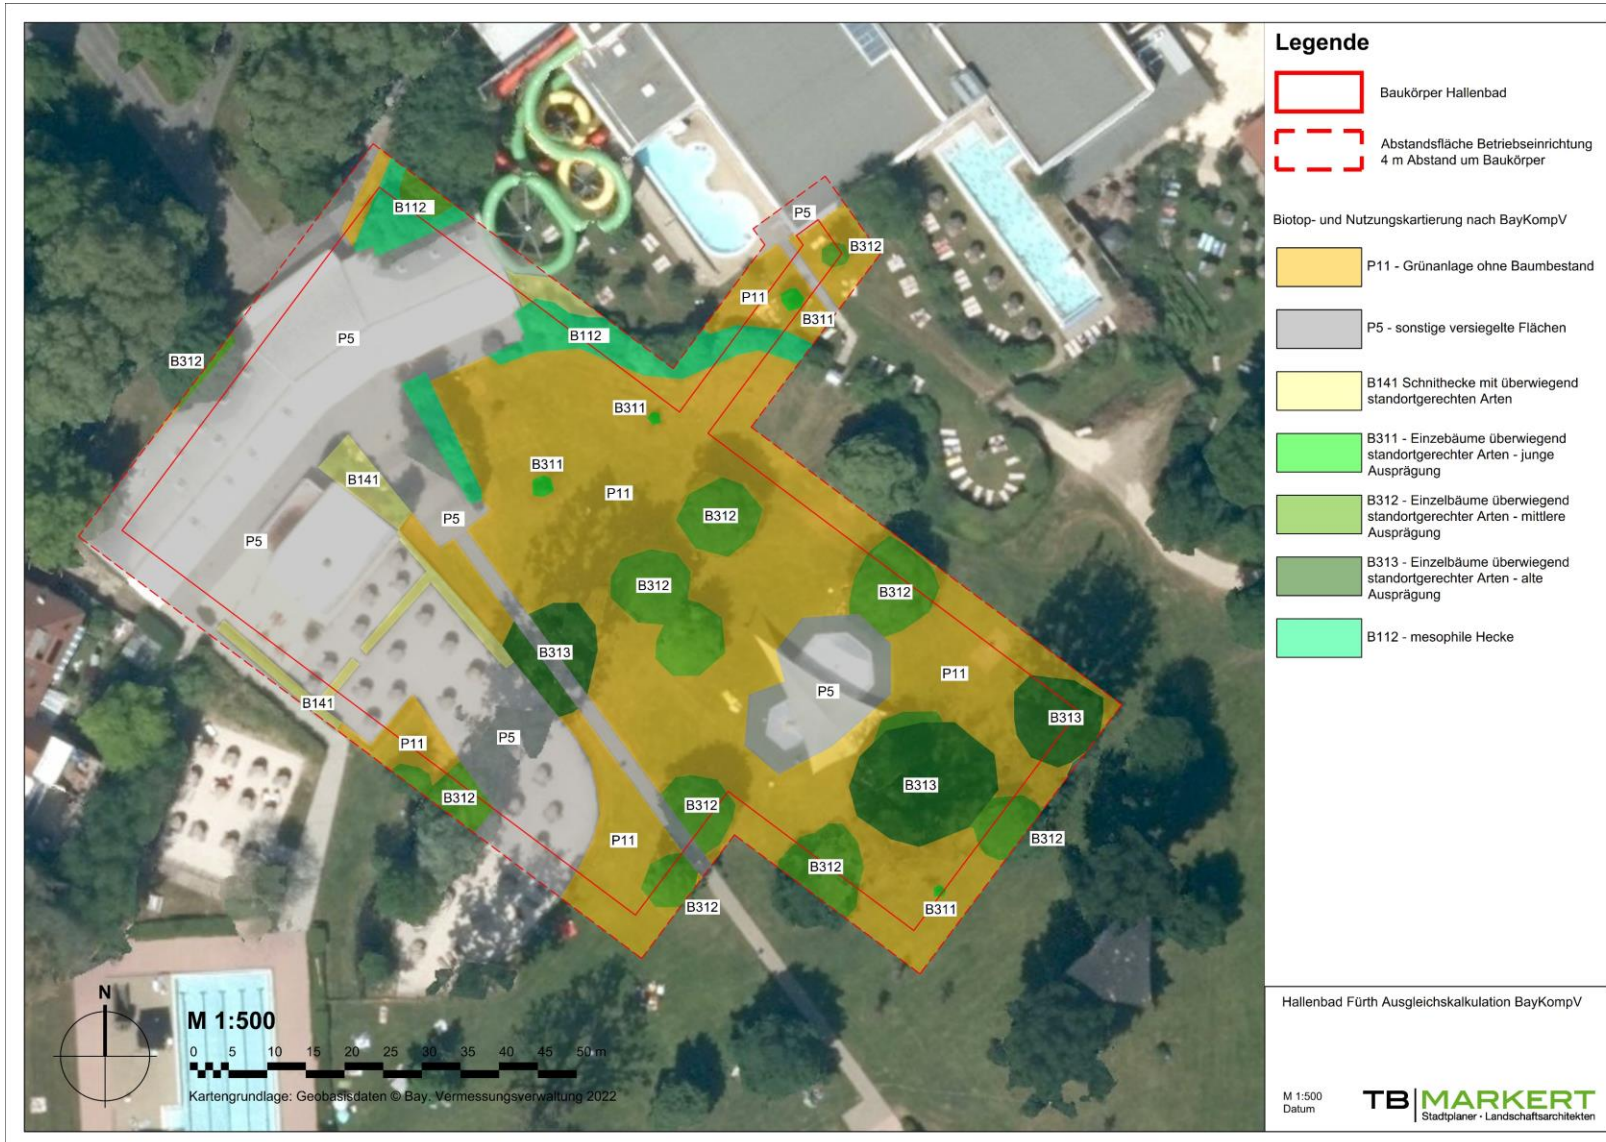 Legende
Baukörper Hallenbad
Abstandsfläche Betriebseinrichtung
4 m Abstand um Baukörper
Biotop- und Nutzungskartierung nach BayKompV
P11 - Grünanlage ohne Baumbestand
P5 - sonstige versiegelte Flächen
B141 Schnithecke mit überwiegend
standortgerechten Arten
B311 - Einzebäume überwiegend
standortgerechter Arten - junge
Ausprägung
B312 - Einzelbäume überwiegend
standortgerechter Arten - mittlere
Ausprägung
B313 - Einzelbäume überwiegend
standortgerechter Arten - alte
Ausprägung
B112 - mesophile Hecke
B112
P5
B312
P11
B311
B112
P5
B312
B311
B311
P11
B141
P5
B312
P5
B312
B312
B313
P11
P5
B141
B313
P11
P5
B313
B312
B312
P11
B312
B312
B312
B311
N
M 1:500
0 5 10 15 20 25 30 35 40 45 50 m
Kartengrundlage: Geobasisdaten © Bay. Vermessungsverwaltung 2022
Hallenbad Fürth Ausgleichskalkulation BayKompV
M 1:500
Datum
TB|MARKERT
Stadtplaner · Landschaftsarchitekten